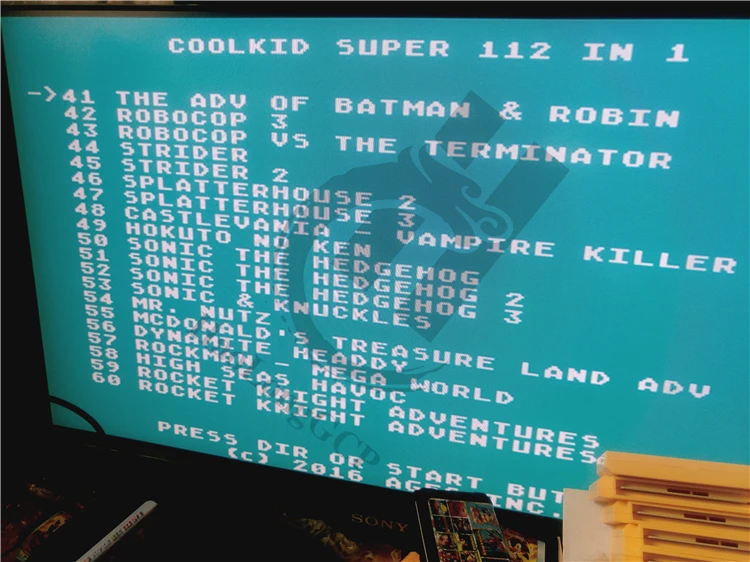 COOLKID SUPER 112 IN 1
->41 THE ADV OF BATMAN & ROBIN
42 ROBOCOP 3
43 ROBOCOP VS THE TERMINATOR
44 STRIDER
45 STRIDER 2
46 SPLATTERHOUSE 2
47 SPLATTERHOUSE 3
48 CASTLEVANIA - VAMPIRE KILLER
49 HOKUTO NO KEN
50 SONIC THE HEDGEHOG
51 SONIC THE HEDGEHOG 2
52 SONIC THE HEDGEHOG 3
53 SONIC & KNUCKLES
54 MR. NUTZ
55 MCDONALD'S TREASURE LAND ADV
56 DYNAMITE HEADDY
57 ROCKMAN - MEGA WORLD
58 HIGH SEAS HAVOC
59 ROCKET KNIGHT ADVENTURES
60 ROCKET KNIGHT ADVENTURES
PRESS DIR OR START BUT
(c) 2016 AGES INC.
SONY